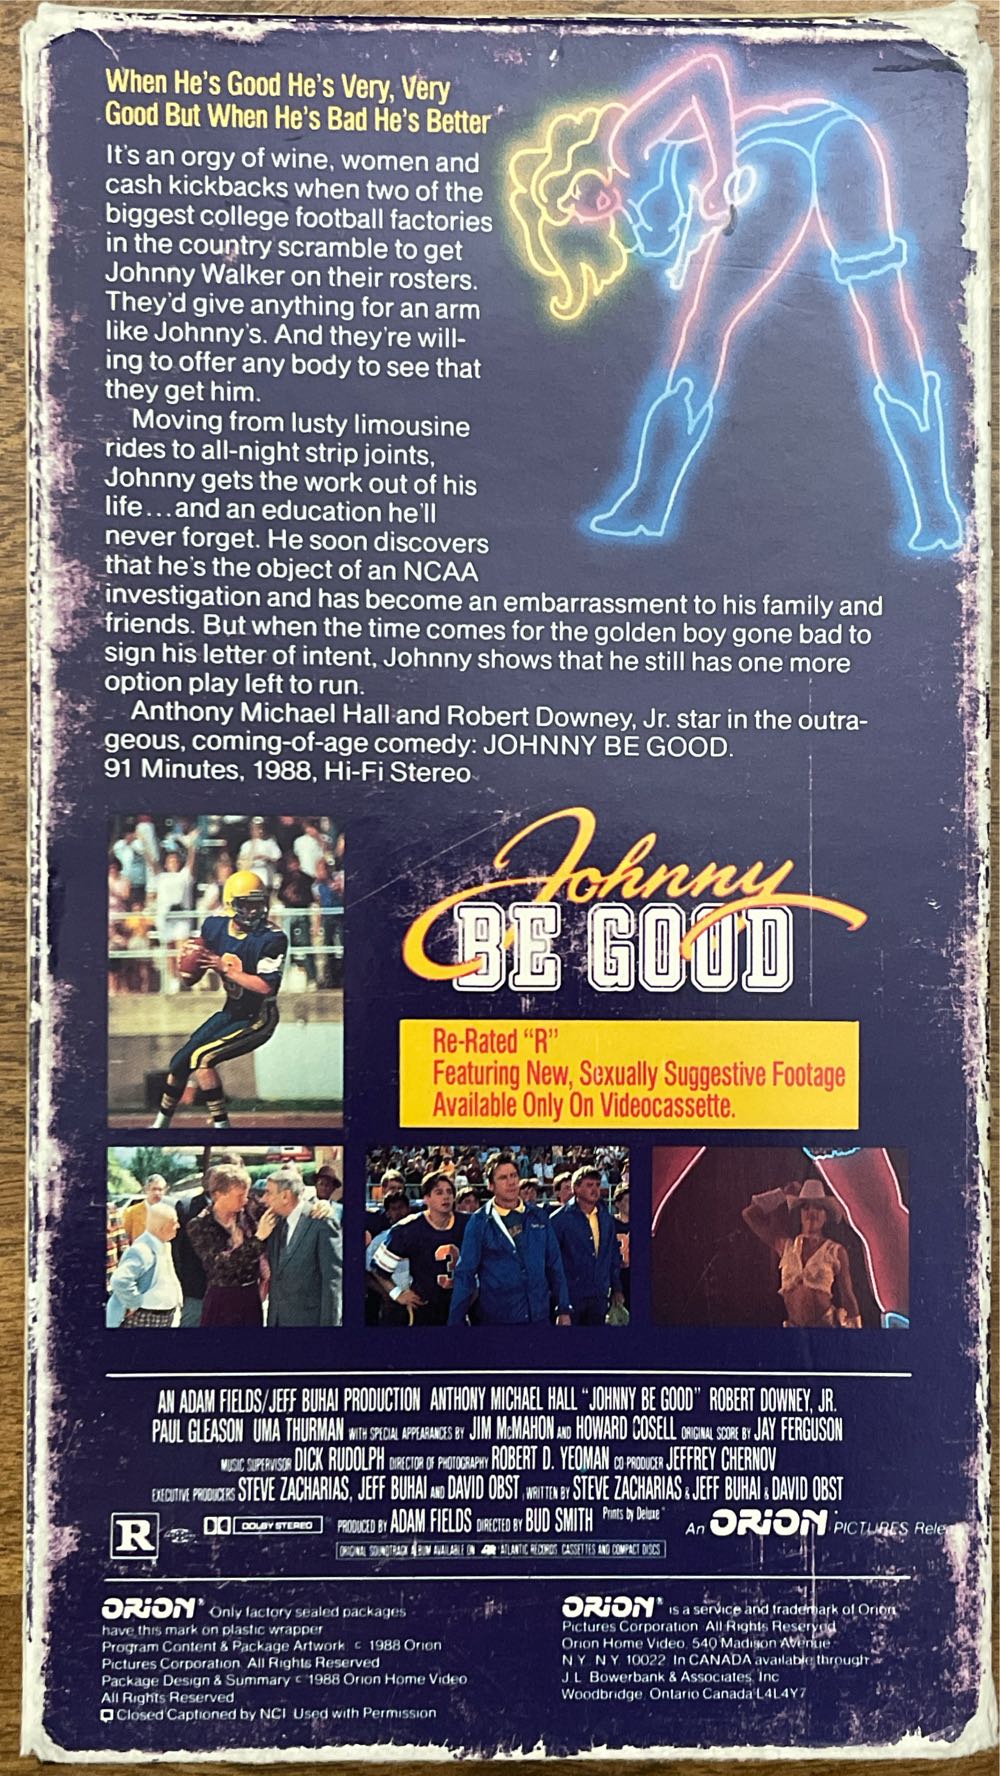 When He's Good He's Very, Very
Good But When He's Bad He's Better
It's an orgy of wine, women and
cash kickbacks when two of the
biggest college football factories
in the country scramble to get
Johnny Walker on their rosters.
They'd give anything for an arm
like Johnny's. And they're will-
ing to offer any body to see that
they get him.
Moving from lusty limousine
rides to all-night strip joints,
Johnny gets the work out of his
life...and an education he'll
never forget. He soon discovers
that he's the object of an NCAA
investigation and has become an embarrassment to his family and
friends. But when the time comes for the golden boy gone bad to
sign his letter of intent, Johnny shows that he still has one more
option play left to run.
Anthony Michael Hall and Robert Downey, Jr. star in the outra-
geous, coming-of-age comedy: JOHNNY BE GOOD.
91 Minutes, 1988, Hi-Fi Stereo
Johnny
BE GOOD
Re-Rated "R"
Featuring New, Sexually Suggestive Footage
Available Only On Videocassette.
3
AN ADAM FIELDS/JEFF BUHAI PRODUCTION ANTHONY MICHAEL HALL "JOHNNY BE GOOD" ROBERT DOWNEY, JR.
PAUL GLEASON UMA THURMAN WITH SPECIAL APPEARANCES BY JIM McMAHON AND HOWARD COSELL ORIGINAL SCORE BY JAY FERGUSON
MUSIC SUPERVISOR DICK RUDOLPH DIRECTOR OF PHOTOGRAPHY ROBERT D. YEOMAN CO PRODUCER JEFFREY CHERNOV
EXECUTIVE PRODUCERS STEVE ZACHARIAS, JEFF BUHAI AND DAVID OBST WRITTEN BY STEVE ZACHARIAS & JEFF BUHAI & DAVID OBST
R DOLBY STEREO PRODUCED BY ADAM FIELDS DIRECTED BY BUD SMITH Prints by Deluxe® An ORION PICTURES Rele
ORIGINAL SOUNDTRACK ALBUM AVAILABLE ON ATLANTIC RECORDS CASSETTES AND COMPACT DISCS
ORION® Only factory sealed packages
have this mark on plastic wrapper
Program Content & Package Artwork © 1988 Orion
Pictures Corporation All Rights Reserved
Package Design & Summary © 1988 Orion Home Video
All Rights Reserved
Closed Captioned by NCI Used with Permission
ORION® is a service and trademark of Orion
Pictures Corporation All Rights Reserved
Orion Home Video, 540 Madison Avenue
N.Y. N.Y. 10022 In CANADA available through
J.L. Bowerbank & Associates, Inc
Woodbridge, Ontario Canada L4L4Y7